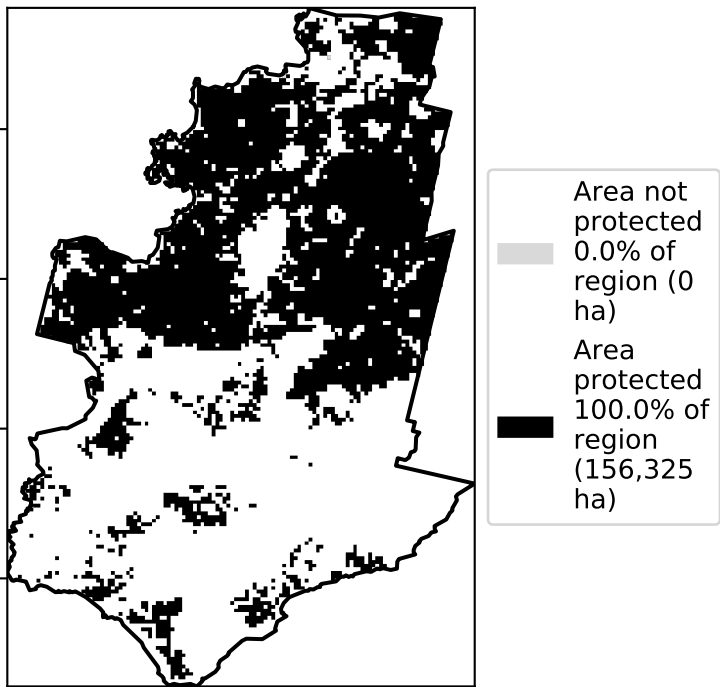 Area not
protected
0.0% of
region (0
ha)
Area
protected
100.0% of
region
(156,325
ha)